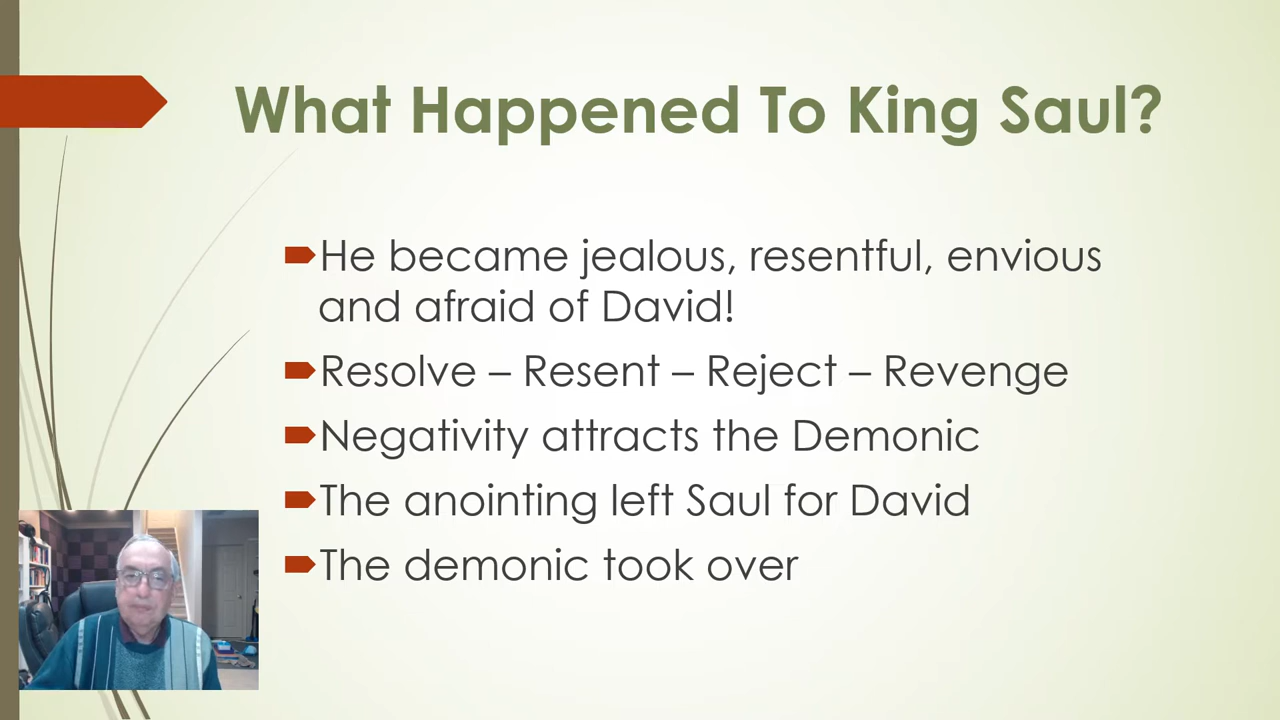 What Happened To King Saul?
He became jealous, resentful, envious
and afraid of David!
Resolve – Resent – Reject – Revenge
Negativity attracts the Demonic
The anointing left Saul for David
The demonic took over